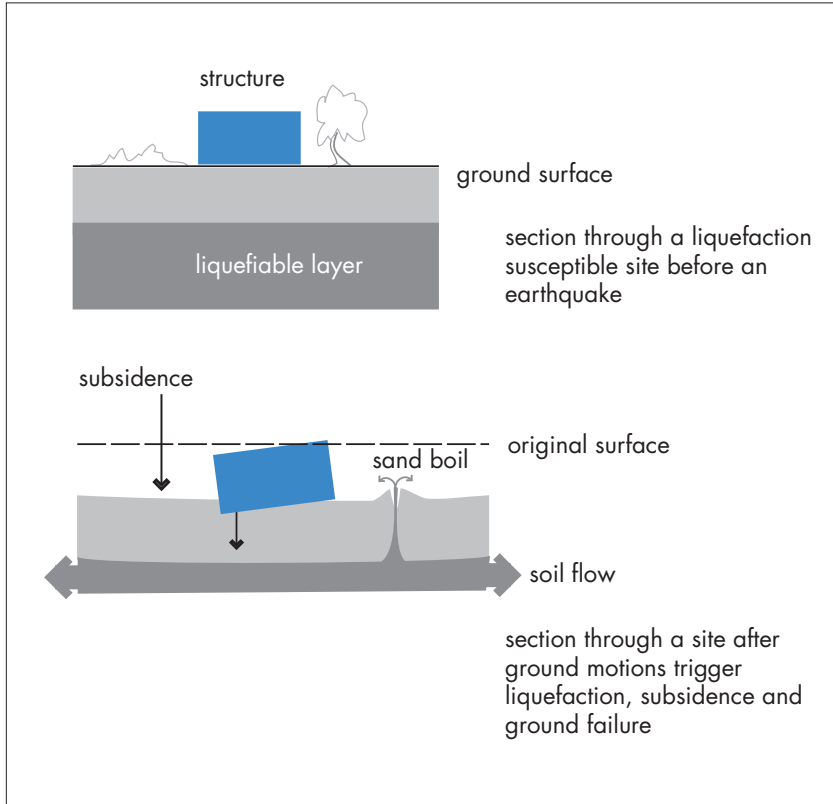 structure
ground surface
liquefiable layer
section through a liquefaction
susceptible site before an
earthquake
subsidence
original surface
sand boil
soil flow
section through a site after
ground motions trigger
liquefaction, subsidence and
ground failure